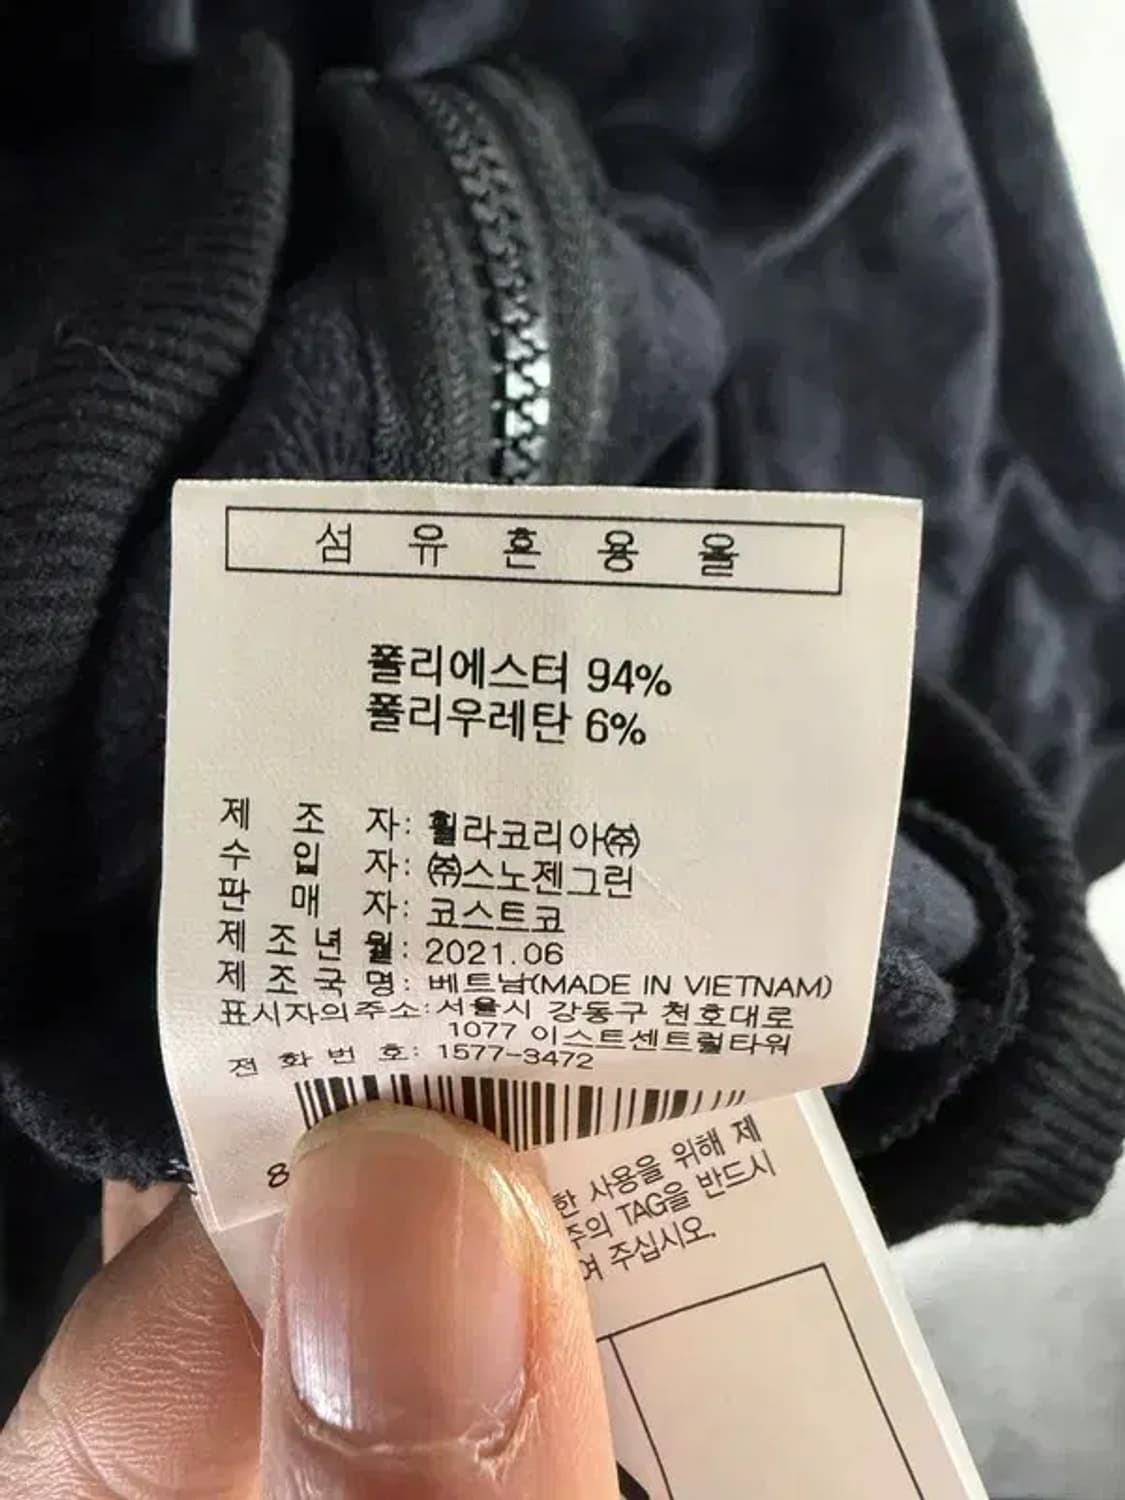 섬유혼용율
폴리에스터 94%
폴리우레탄 6%
제조자: 휠라코리아㈜
수입자: ㈜스노젠그린
판매자: 코스트코
제조년월: 2021.06
제조국명: 베트남(MADE IN VIETNAM)
표시자의주소: 서울시 강동구 천호대로
1077 이스트센트럴타워
전화번호: 1577-3472
8
한 사용을 위해 제
주의 TAG을 반드시
여 주십시오.